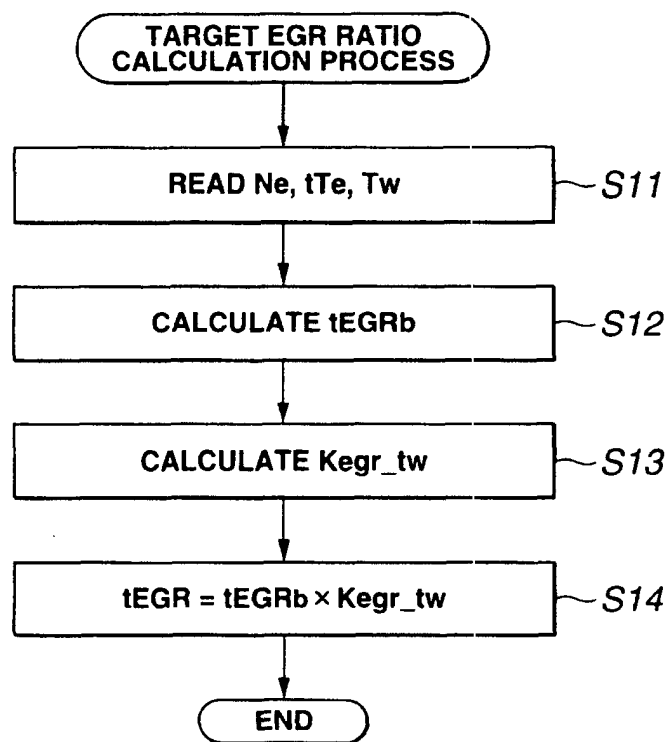 TARGET EGR RATIO
CALCULATION PROCESS
READ Ne, tTe, Tw
S11
CALCULATE tEGRb
S12
CALCULATE Kegr_tw
S13
tEGR = tEGRb × Kegr_tw
S14
END